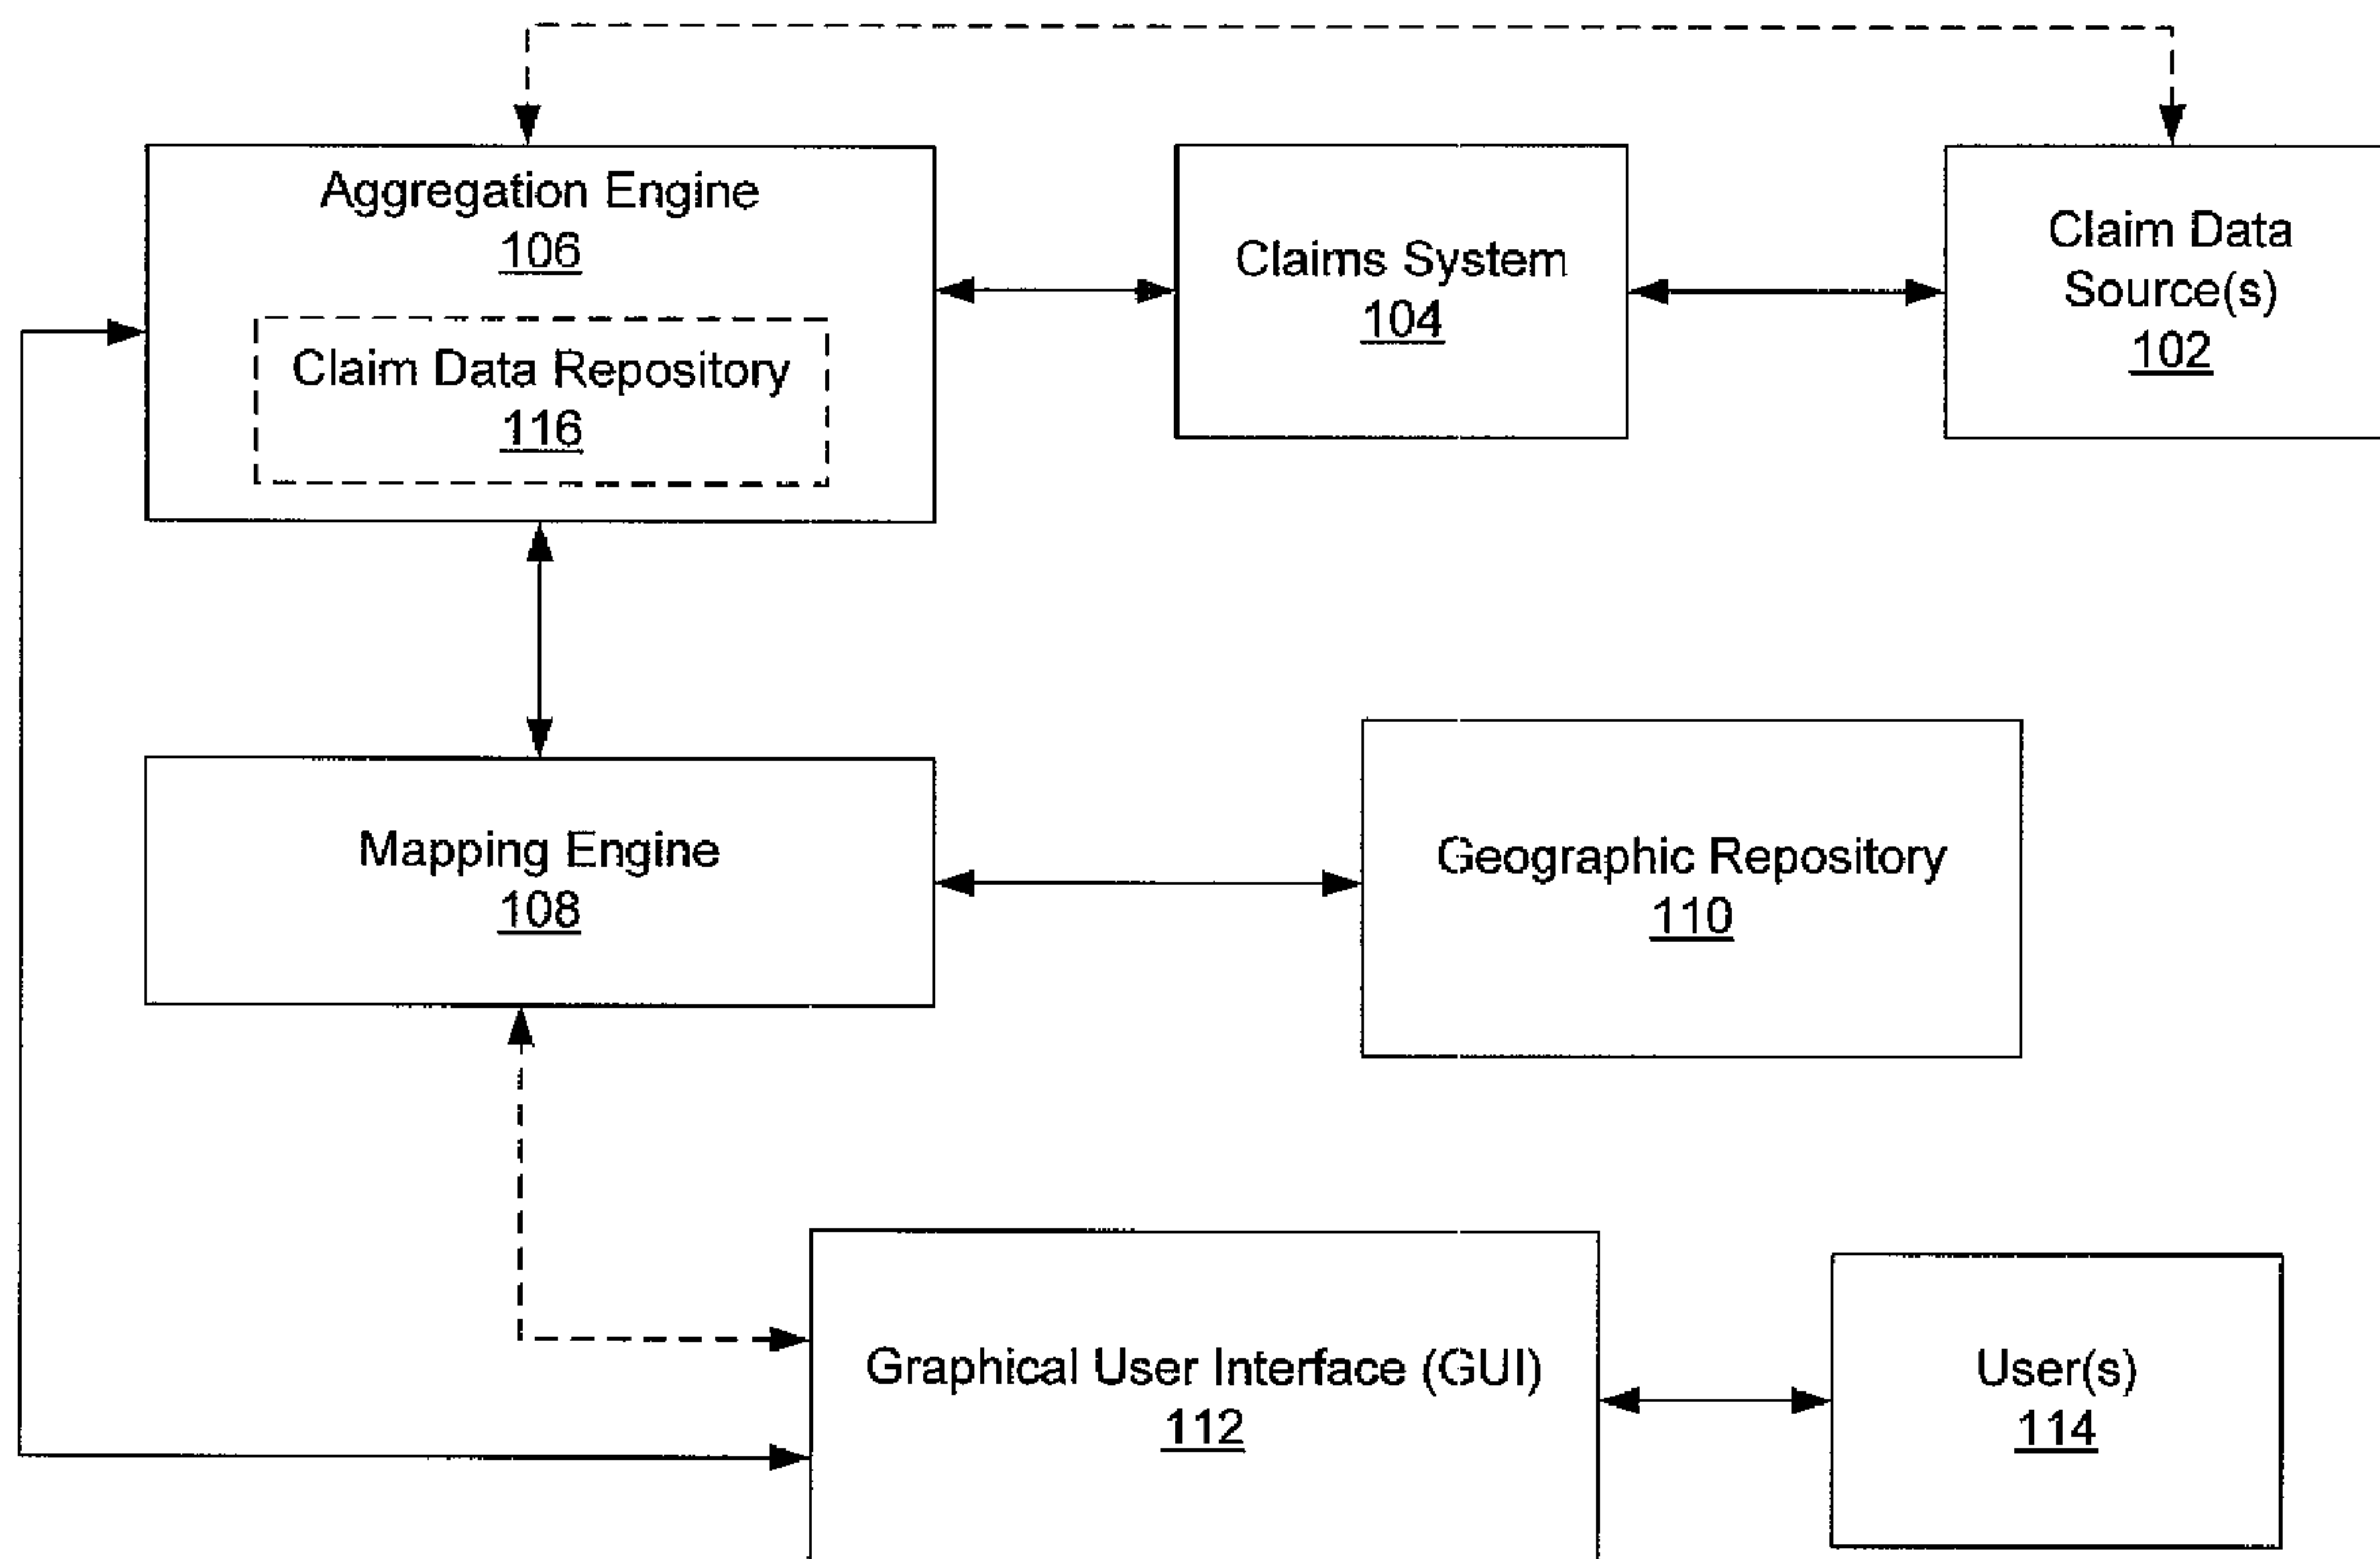 Aggregation Engine
106
Claim Data Repository
116
Claims System
104
Claim Data
Source(s)
102
Mapping Engine
108
Geographic Repository
110
Graphical User Interface (GUI)
112
User(s)
114